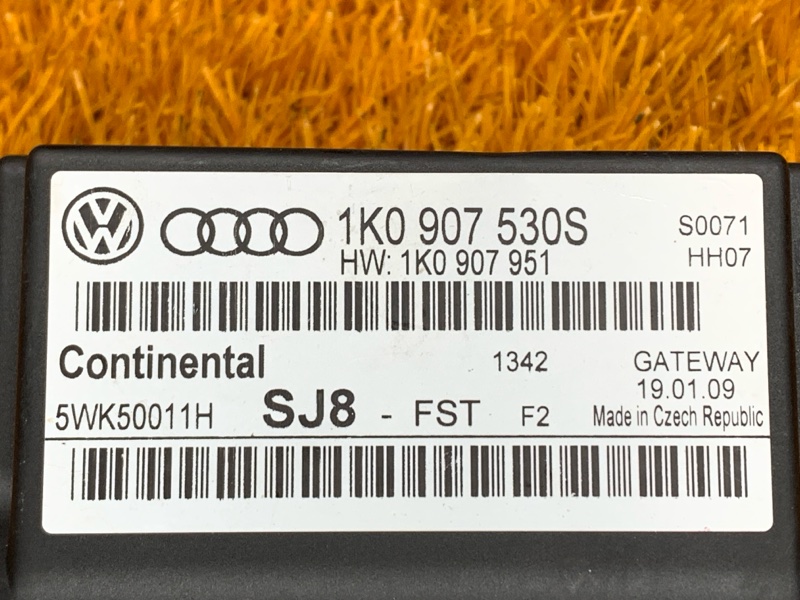 1K0 907 530S S0071
HW: 1K0 907 951 HH07
Continental 1342 GATEWAY
19.01.09
5WK50011H SJ8 - FST F2 Made in Czech Republic